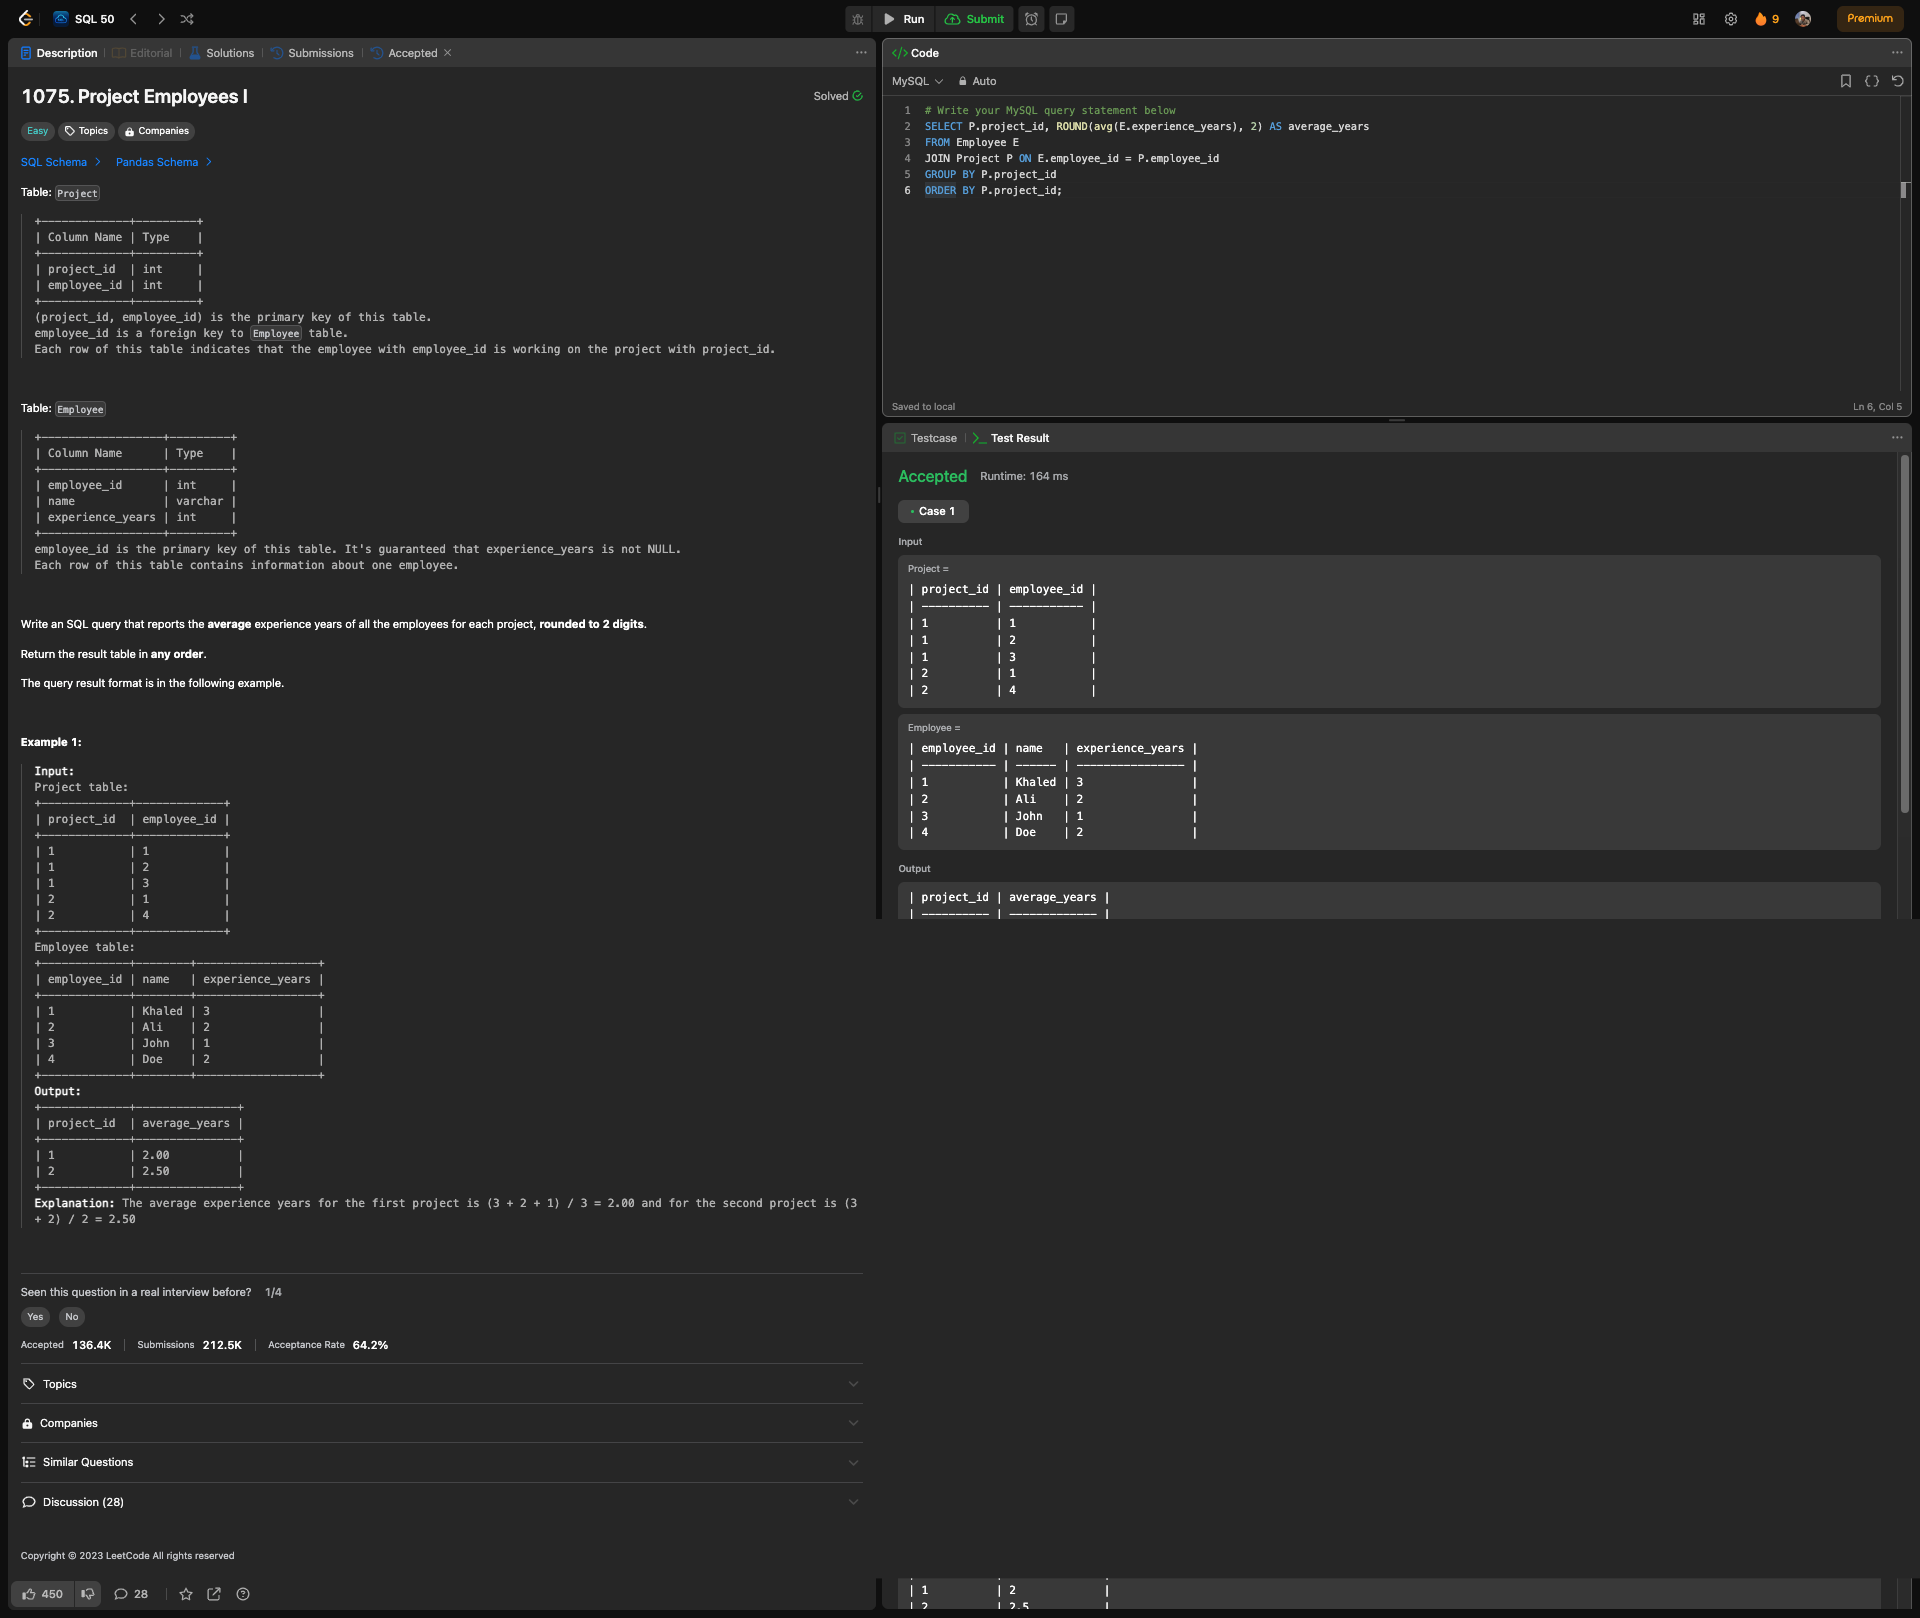 SQL 50
Run
Submit
9
Premium
Description
Editorial
Solutions
Submissions
Accepted
1075. Project Employees I
Solved
Easy
Topics
Companies
SQL Schema
Pandas Schema
Table: Project
+-------------+---------+
| Column Name | Type    |
+-------------+---------+
| project_id  | int     |
| employee_id | int     |
+-------------+---------+
(project_id, employee_id) is the primary key of this table.
employee_id is a foreign key to Employee table.
Each row of this table indicates that the employee with employee_id is working on the project with project_id.
Table: Employee
+------------------+---------+
| Column Name      | Type    |
+------------------+---------+
| employee_id      | int     |
| name             | varchar |
| experience_years | int     |
+------------------+---------+
employee_id is the primary key of this table. It's guaranteed that experience_years is not NULL.
Each row of this table contains information about one employee.
Write an SQL query that reports the average experience years of all the employees for each project, rounded to 2 digits.
Return the result table in any order.
The query result format is in the following example.
Example 1:
Input:
Project table:
+-------------+-------------+
| project_id  | employee_id |
+-------------+-------------+
| 1           | 1           |
| 1           | 2           |
| 1           | 3           |
| 2           | 1           |
| 2           | 4           |
+-------------+-------------+
Employee table:
+-------------+--------+------------------+
| employee_id | name   | experience_years |
+-------------+--------+------------------+
| 1           | Khaled | 3                |
| 2           | Ali    | 2                |
| 3           | John   | 1                |
| 4           | Doe    | 2                |
+-------------+--------+------------------+
Output:
+-------------+---------------+
| project_id  | average_years |
+-------------+---------------+
| 1           | 2.00          |
| 2           | 2.50          |
+-------------+---------------+
Explanation: The average experience years for the first project is (3 + 2 + 1) / 3 = 2.00 and for the second project is (3
+ 2) / 2 = 2.50
Seen this question in a real interview before? 1/4
Yes
No
Accepted 136.4K
Submissions 212.5K
Acceptance Rate 64.2%
Topics
Companies
Similar Questions
Discussion (28)
Copyright © 2023 LeetCode All rights reserved
450
28
Code
MySQL
Auto
1 # Write your MySQL query statement below
2 SELECT P.project_id, ROUND(avg(E.experience_years), 2) AS average_years
3 FROM Employee E
4 JOIN Project P ON E.employee_id = P.employee_id
5 GROUP BY P.project_id
6 ORDER BY P.project_id;
Saved to local
Ln 6, Col 5
Testcase
Test Result
Accepted
Runtime: 164 ms
• Case 1
Input
Project =
| project_id | employee_id |
| ---------- | ----------- |
| 1          | 1           |
| 1          | 2           |
| 1          | 3           |
| 2          | 1           |
| 2          | 4           |
Employee =
| employee_id | name   | experience_years |
| ----------- | ------ | ---------------- |
| 1           | Khaled | 3                |
| 2           | Ali    | 2                |
| 3           | John   | 1                |
| 4           | Doe    | 2                |
Output
| project_id | average_years |
| ---------- | ------------- |
| 1          | 2             |
| 2          | 2.5           |